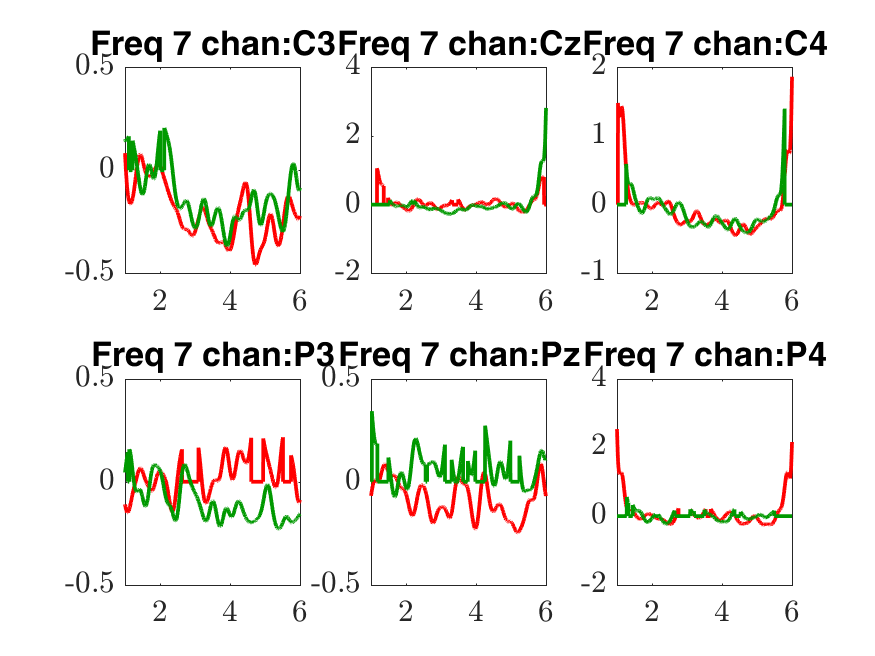 Freq 7 chan:C3 Freq 7 chan:Cz Freq 7 chan:C4
0.5 4 2
2 1
0 0 0
-0.5 -2 -1
2 4 6 2 4 6 2 4 6
Freq 7 chan:P3 Freq 7 chan:Pz Freq 7 chan:P4
0.5 0.5 4
2
0 0 0
-0.5 -0.5 -2
2 4 6 2 4 6 2 4 6